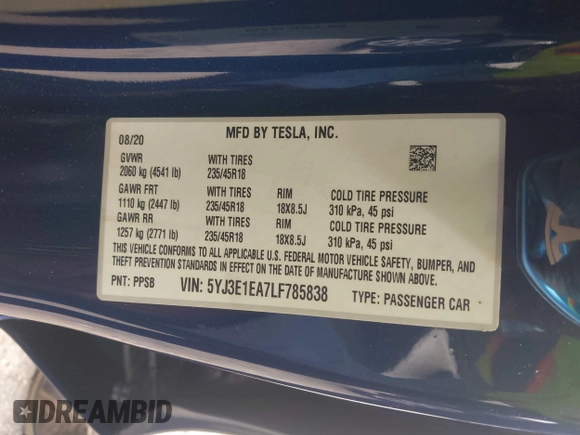 MFD BY TESLA, INC.
08/20
GVWR WITH TIRES
2060 kg (4541 lb) 235/45R18
GAWR FRT WITH TIRES RIM COLD TIRE PRESSURE
1110 kg (2447 lb) 235/45R18 18X8.5J 310 kPa, 45 psi
GAWR RR WITH TIRES RIM COLD TIRE PRESSURE
1257 kg (2771 lb) 235/45R18 18X8.5J 310 kPa, 45 psi
THIS VEHICLE CONFORMS TO ALL APPLICABLE U.S. FEDERAL MOTOR VEHICLE SAFETY, BUMPER, AND
THEFT PREVENTION STANDARDS IN EFFECT ON THE DATE OF MANUFACTURE SHOWN ABOVE.
PNT: PPSB VIN: 5YJ3E1EA7LF785838 TYPE: PASSENGER CAR
DREAMBID